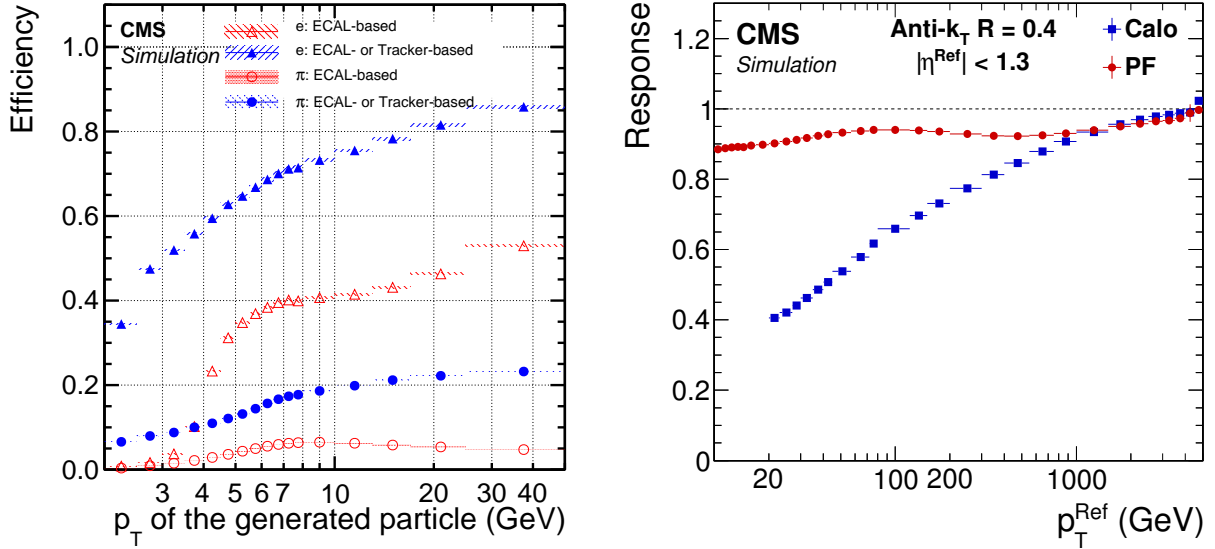 CMS
Simulation
e: ECAL-based
e: ECAL- or Tracker-based
π: ECAL-based
π: ECAL- or Tracker-based
Efficiency
1.0
0.8
0.6
0.4
0.2
0.0
3 4 5 6 7 10 20 30 40
p_T of the generated particle (GeV)
CMS
Simulation
Anti-k_T R = 0.4
|η^Ref| < 1.3
Calo
PF
Response
1.2
1
0.8
0.6
0.4
0.2
0
20 100 200 1000
p_T^Ref (GeV)